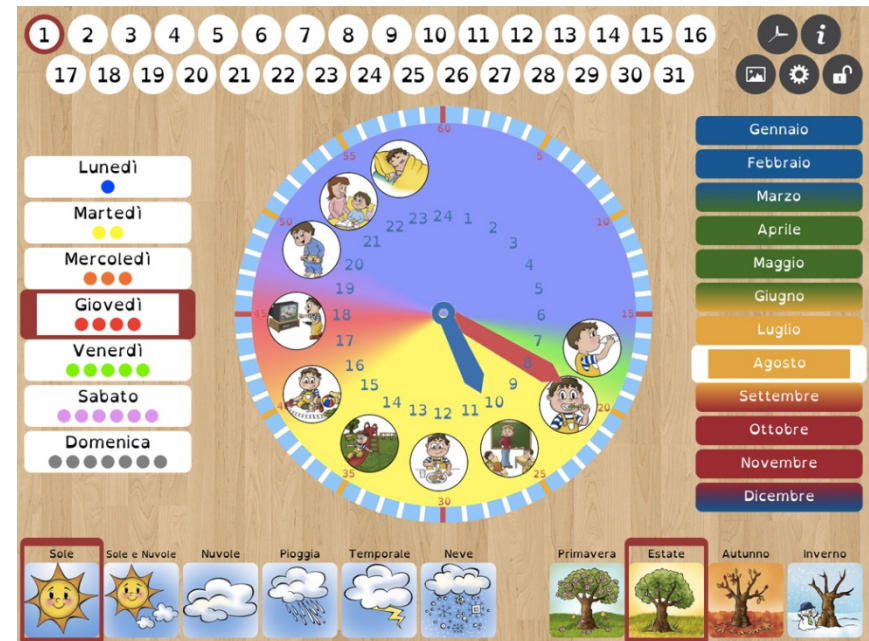 1 2 3 4 5 6 7 8 9 10 11 12 13 14 15 16
17 18 19 20 21 22 23 24 25 26 27 28 29 30 31
i
Lunedì
Martedì
Mercoledì
Giovedì
Venerdì
Sabato
Domenica
60
5
10
15
20
25
30
35
45
50
55
24
1
2
3
4
5
6
7
8
9
10
11
12
13
14
15
16
17
18
19
20
21
22
23
Gennaio
Febbraio
Marzo
Aprile
Maggio
Giugno
Luglio
Agosto
Settembre
Ottobre
Novembre
Dicembre
Sole
Sole e Nuvole
Nuvole
Pioggia
Temporale
Neve
Primavera
Estate
Autunno
Inverno